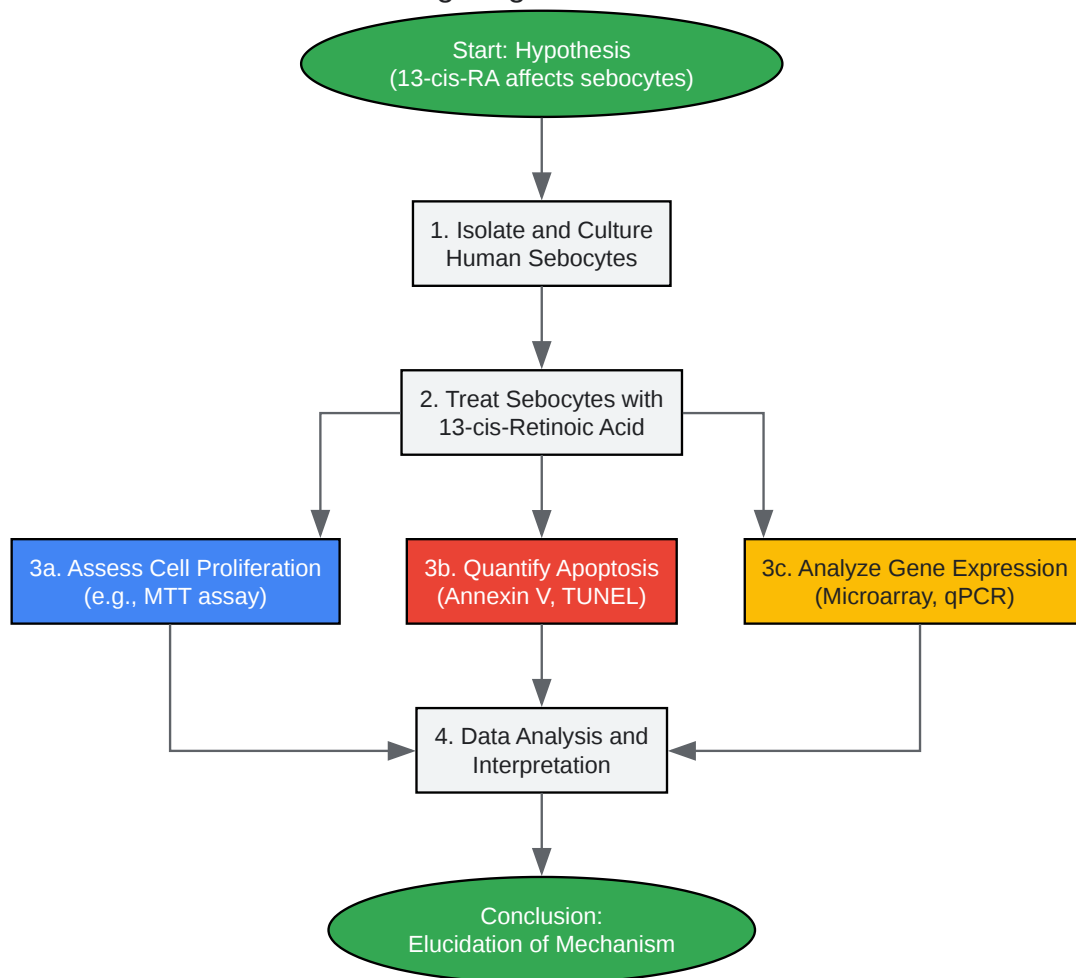 Start: Hypothesis
(13-cis-RA affects sebocytes)
1. Isolate and Culture
Human Sebocytes
2. Treat Sebocytes with
13-cis-Retinoic Acid
3a. Assess Cell Proliferation
(e.g., MTT assay)
3b. Quantify Apoptosis
(Annexin V, TUNEL)
3c. Analyze Gene Expression
(Microarray, qPCR)
4. Data Analysis and
Interpretation
Conclusion:
Elucidation of Mechanism